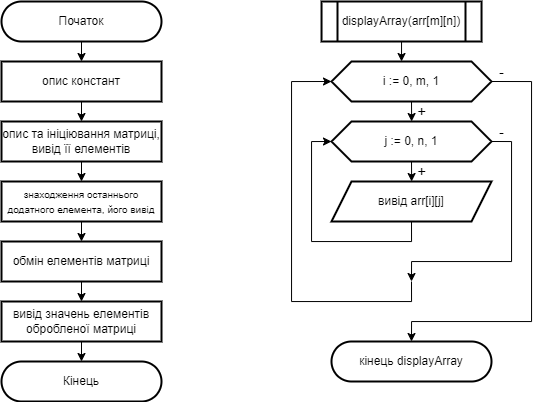 Початок
опис констант
опис та ініціювання матриці,
вивід її елементів
знаходження останнього
додатного елемента, його вивід
обмін елементів матриці
вивід значень елементів
обробленої матриці
Кінець
displayArray(arr[m][n])
i := 0, m, 1
-
+
j := 0, n, 1
-
+
вивід arr[i][j]
кінець displayArray